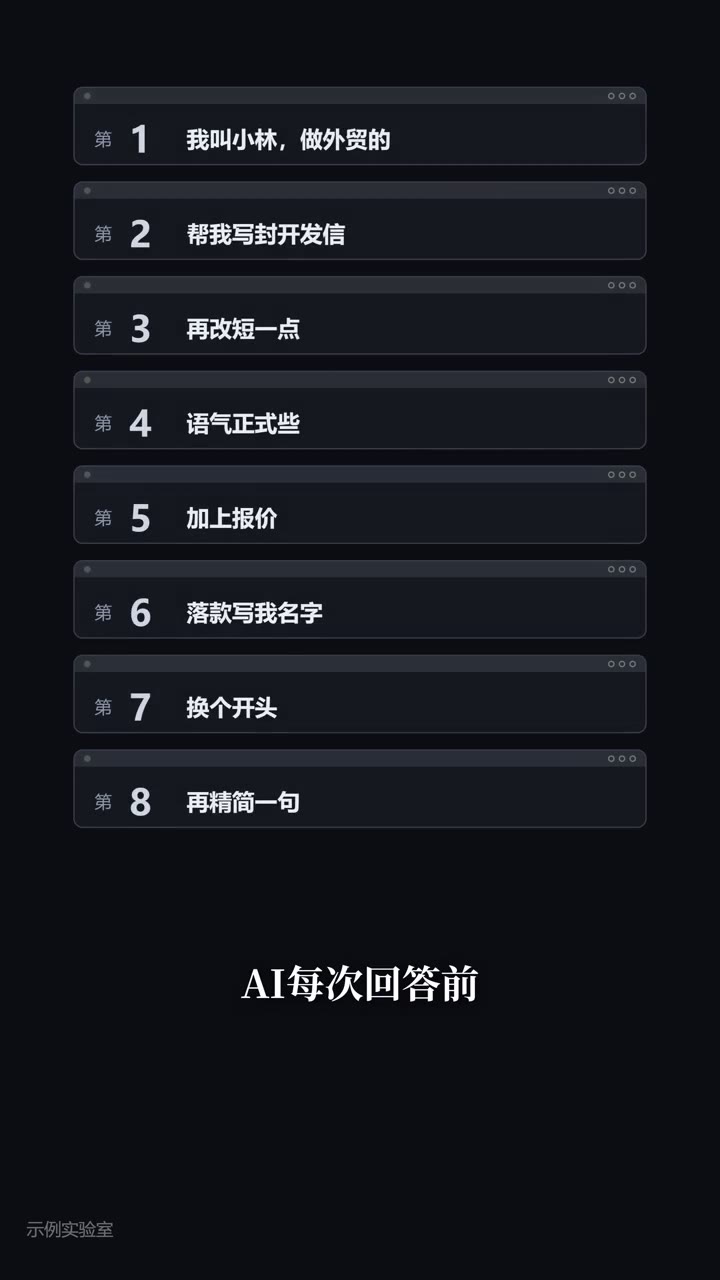 第 1 我叫小林，做外贸的
第 2 帮我写封开发信
第 3 再改短一点
第 4 语气正式些
第 5 加上报价
第 6 落款写我名字
第 7 换个开头
第 8 再精简一句
AI每次回答前
示例实验室